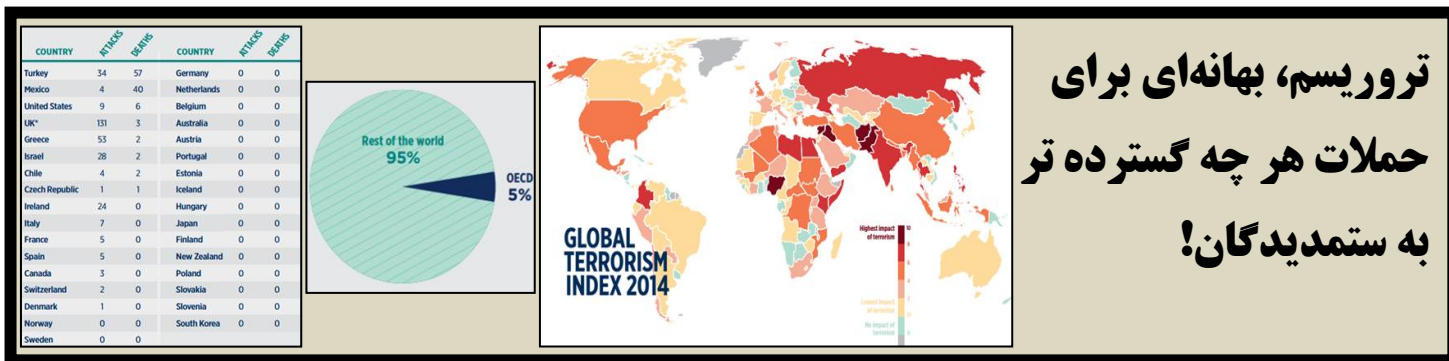 COUNTRY ATTACKS DEATHS COUNTRY ATTACKS DEATHS
Turkey 34 57 Germany 0 0
Mexico 4 40 Netherlands 0 0
United States 9 6 Belgium 0 0
UK* 131 3 Australia 0 0
Greece 53 2 Austria 0 0
Israel 28 2 Portugal 0 0
Chile 4 2 Estonia 0 0
Czech Republic 1 1 Iceland 0 0
Ireland 24 0 Hungary 0 0
Italy 7 0 Japan 0 0
France 5 0 Finland 0 0
Spain 5 0 New Zealand 0 0
Canada 3 0 Poland 0 0
Switzerland 2 0 Slovakia 0 0
Denmark 1 0 Slovenia 0 0
Norway 0 0 South Korea 0 0
Sweden 0 0
Rest of the world
95%
OECD
5%
GLOBAL
TERRORISM
INDEX 2014
Highest impact
of terrorism
10
Lowest impact
of terrorism
No impact of
terrorism
0
تروریسم، بهانه‌ای برای
حملات هر چه گسترده تر
به ستمدیدگان!